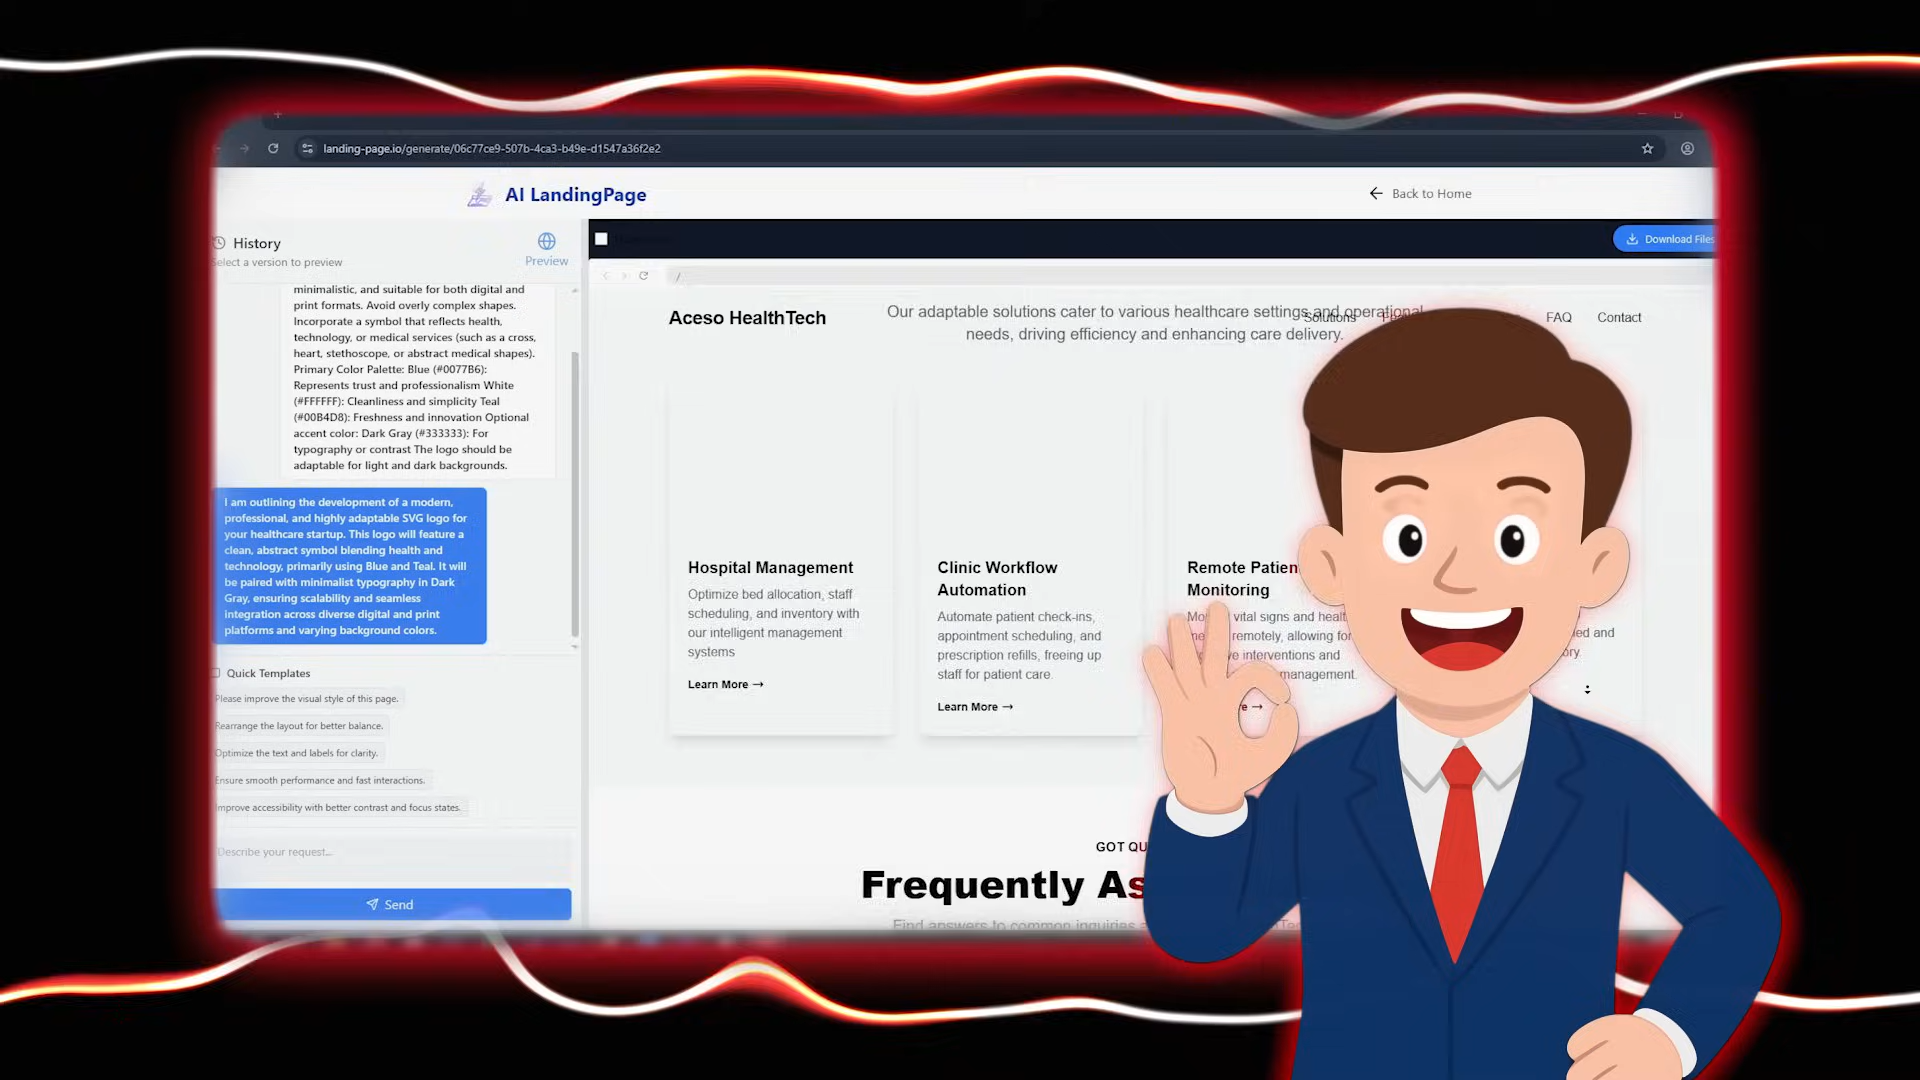 landing-page.io/generate/06c77ce9-507b-4ca3-b49e-d1547a36f2e2
AI LandingPage
Back to Home
History
Select a version to preview
Preview
Download Files
minimalistic, and suitable for both digital and
print formats. Avoid overly complex shapes.
Incorporate a symbol that reflects health,
technology, or medical services (such as a cross,
heart, stethoscope, or abstract medical shapes).
Primary Color Palette: Blue (#0077B6):
Represents trust and professionalism White
(#FFFFFF): Cleanliness and simplicity Teal
(#00B4D8): Freshness and innovation Optional
accent color: Dark Gray (#333333): For
typography or contrast The logo should be
adaptable for light and dark backgrounds.
I am outlining the development of a modern,
professional, and highly adaptable SVG logo for
your healthcare startup. This logo will feature a
clean, abstract symbol blending health and
technology, primarily using Blue and Teal. It will
be paired with minimalist typography in Dark
Gray, ensuring scalability and seamless
integration across diverse digital and print
platforms and varying background colors.
Quick Templates
Please improve the visual style of this page.
Rearrange the layout for better balance.
Optimize the text and labels for clarity.
Ensure smooth performance and fast interactions.
Improve accessibility with better contrast and focus states.
Describe your request...
Send
/
Aceso HealthTech
Solutions
FAQ
Contact
Our adaptable solutions cater to various healthcare settings and operational
needs, driving efficiency and enhancing care delivery.
Hospital Management
Optimize bed allocation, staff
scheduling, and inventory with
our intelligent management
systems
Learn More →
Clinic Workflow
Automation
Automate patient check-ins,
appointment scheduling, and
prescription refills, freeing up
staff for patient care.
Learn More →
Remote Patien
Monitoring
vital signs and healt
remotely, allowing for
interventions and
management.
→
and
GOT QU
Frequently As
Find answers to common inquiries